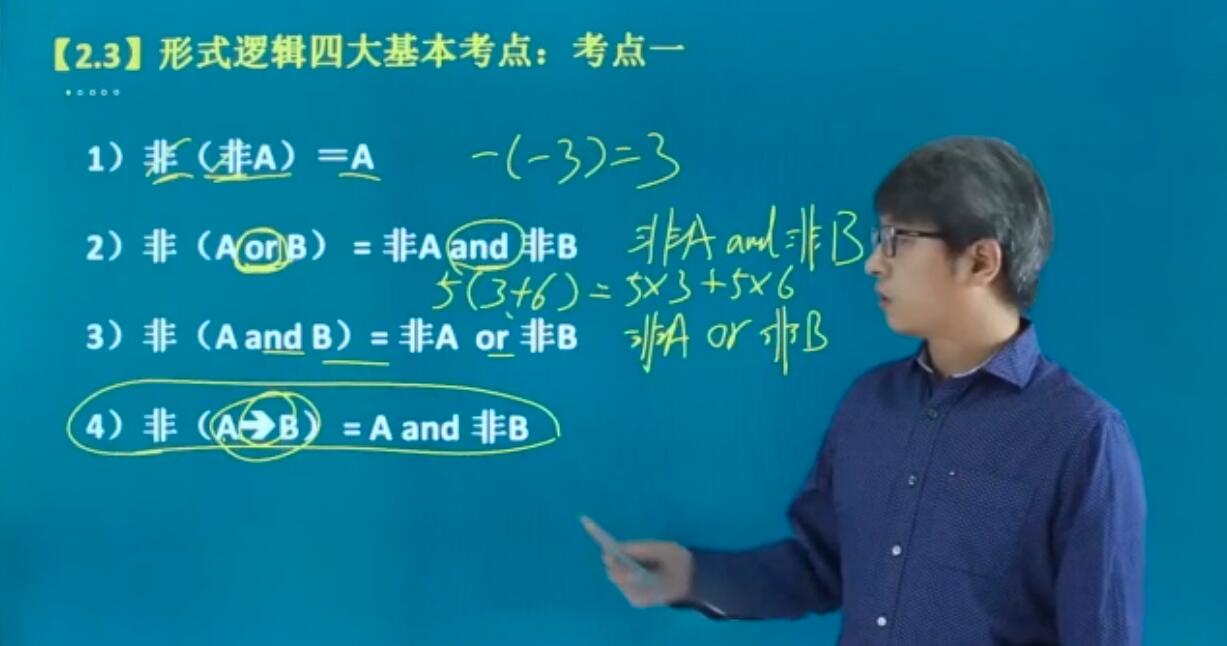 【2.3】形式逻辑四大基本考点：考点一
1）非（非A）＝A
-(-3)=3
2）非（A or B）= 非A and 非B
非A and 非B
5(3+6)=5×3+5×6
3）非（A and B）= 非A or 非B
非A or 非B
4）非（A→B）= A and 非B